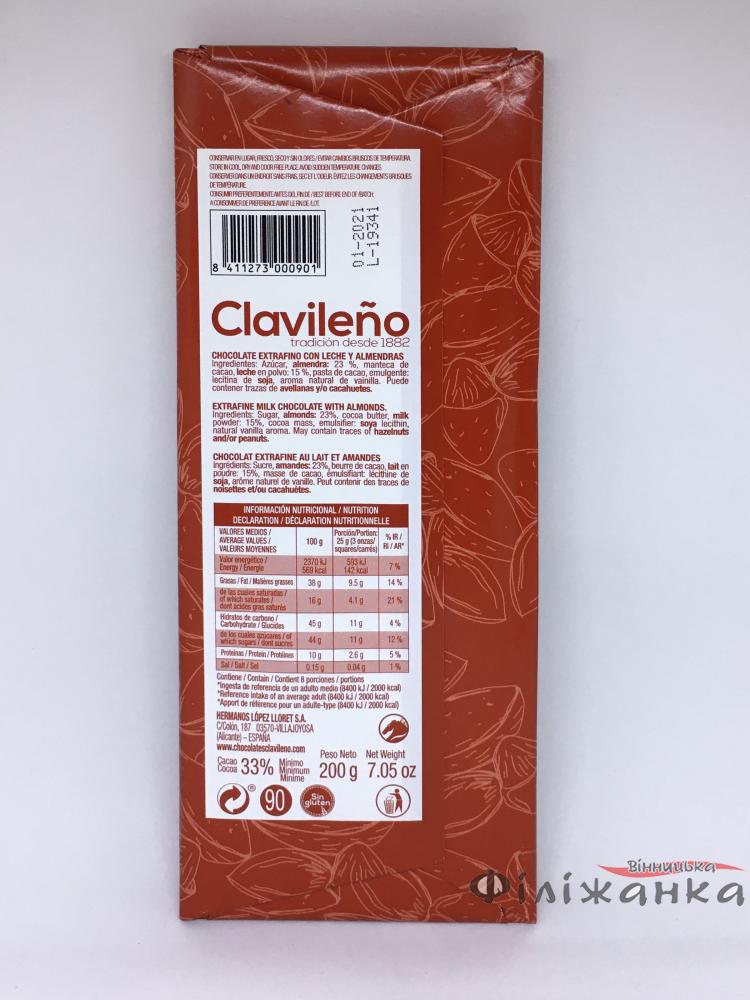 CONSERVAR EN LUGAR, FRESCO, SECO Y SIN OLORES / EVITAR CAMBIOS BRUSCOS DE TEMPERATURA.
STORE IN COOL, DRY AND ODOR FREE PLACE. AVOID SUDDEN TEMPERATURE CHANGES.
CONSERVER DANS UN ENDROIT SANS FRAIS, SEC ET L'ODEUR. ÉVITEZ LES CHANGEMENTS BRUSQUES
DE TEMPÉRATURE.
CONSUMIR PREFERENTEMENTE ANTES DEL FIN DE / BEST BEFORE END OF / BATCH:
A CONSOMMER DE PREFERENCE AVANT LE FIN DE /LOT.
01-2021
L-19341
8 411273 000901
Clavileño
tradición desde 1882
CHOCOLATE EXTRAFINO CON LECHE Y ALMENDRAS
Ingredientes: Azúcar, almendra: 23 %, manteca de
cacao, leche en polvo: 15 %, pasta de cacao, emulgente:
lecitina de soja, aroma natural de vainilla. Puede
contener trazas de avellanas y/o cacahuetes.
EXTRAFINE MILK CHOCOLATE WITH ALMONDS.
Ingredients: Sugar, almonds: 23%, cocoa butter, milk
powder: 15%, cocoa mass, emulsifier: soya lecithin,
natural vanilla aroma. May contain traces of hazelnuts
and/or peanuts.
CHOCOLAT EXTRAFINE AU LAIT ET AMANDES
Ingrédients: Sucre, amandes: 23%, beurre de cacao, lait en
poudre: 15%, masse de cacao, émulsifiant: lécithine de
soja, arôme naturel de vanille. Peut contenir des traces de
noisettes et/ou cacahuètes.
INFORMACIÓN NUTRICIONAL / NUTRITION
DECLARATION / DÉCLARATION NUTRITIONNELLE
VALORES MEDIOS / AVERAGE VALUES / VALEURS MOYENNES 100 g Porción/Portion: 25 g (3 onzas/ squares/carrés) % IR / RI / AR*
Valor energético / Energy / Energie 2370 kJ 569 kcal 593 kJ 142 kcal 7 %
Grasas / Fat / Matières grasses 38 g 9.5 g 14 %
de las cuales saturadas / of which saturates / dont acides gras saturés 16 g 4.1 g 21 %
Hidratos de carbono / Carbohydrate / Glucides 45 g 11 g 4 %
de los cuales azúcares / of which sugars / dont sucres 44 g 11 g 12 %
Proteínas / Protein / Protéines 10 g 2.6 g 5 %
Sal / Salt / Sel 0.15 g 0.04 g 1 %
Contiene / Contain / Contient 8 porciones / portions
*Ingesta de referencia de un adulto medio (8400 kJ / 2000 kcal)
*Reference intake of an average adult (8400 kJ / 2000 kcal)
*Apport de référence pour un adulte-type (8400 kJ / 2000 kcal)
HERMANOS LÓPEZ LLORET S.A.
C/Colón, 187 03570-VILLAJOYOSA
(Alicante) – ESPAÑA
www.chocolatesclavileno.com
Cacao Cocoa 33% Mínimo Minimum Minime
Peso Neto Net Weight
200 g 7.05 oz
® 90 Sin gluten
Вінницька
Філіжанка